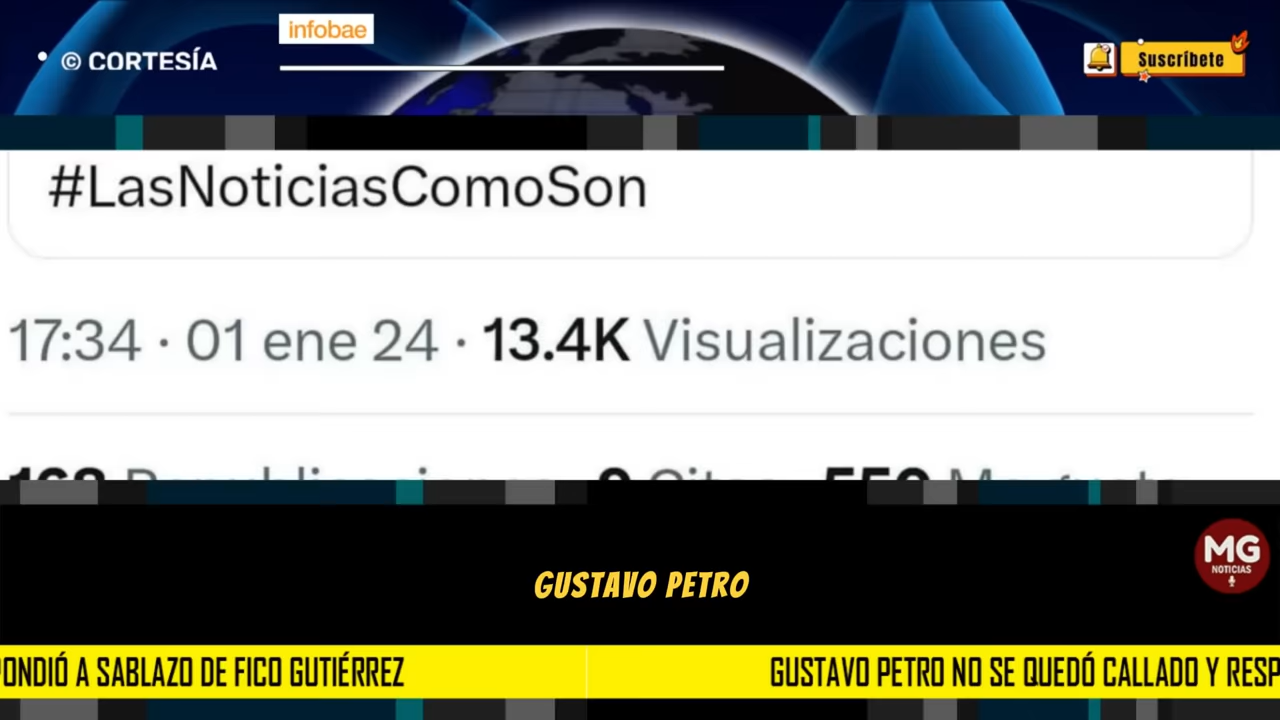 infobae
© CORTESÍA
Suscríbete
#LasNoticiasComoSon
17:34 · 01 ene 24 · 13.4K Visualizaciones
MG
NOTICIAS
GUSTAVO PETRO
PONDIÓ A SABLAZO DE FICO GUTIÉRREZ GUSTAVO PETRO NO SE QUEDÓ CALLADO Y RESP